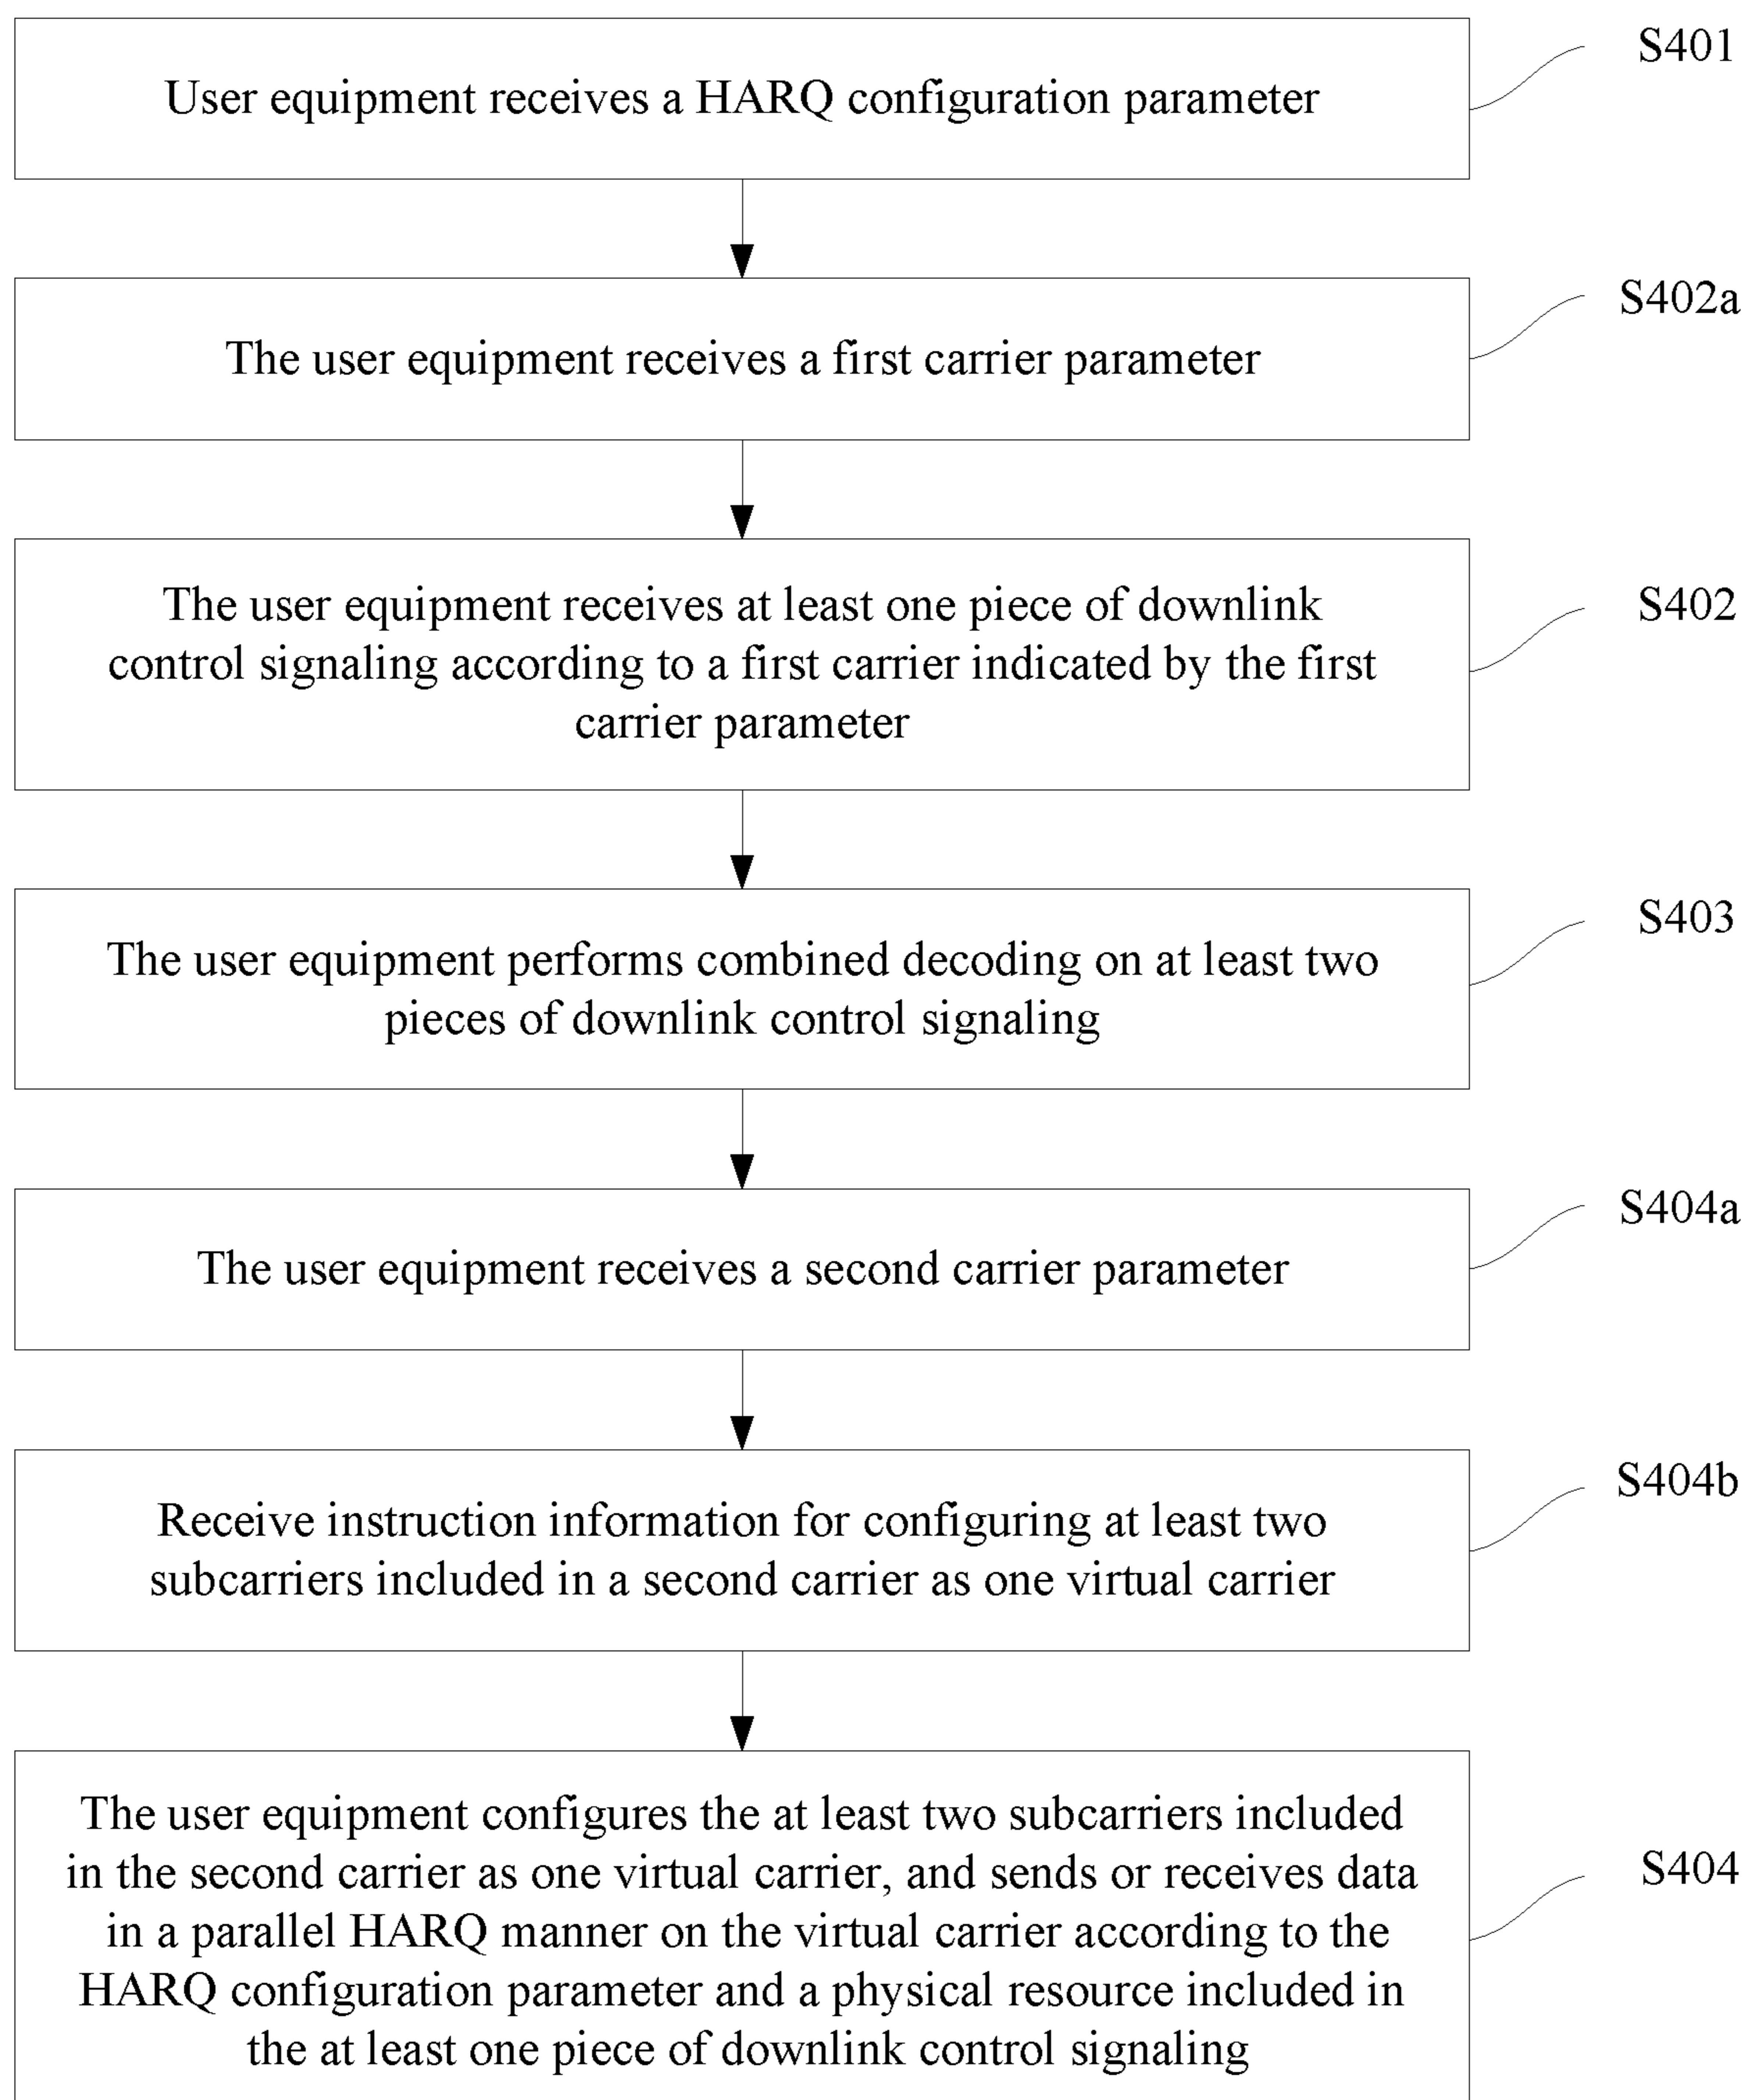 User equipment receives a HARQ configuration parameter
S401
The user equipment receives a first carrier parameter
S402a
The user equipment receives at least one piece of downlink
control signaling according to a first carrier indicated by the first
carrier parameter
S402
The user equipment performs combined decoding on at least two
pieces of downlink control signaling
S403
The user equipment receives a second carrier parameter
S404a
Receive instruction information for configuring at least two
subcarriers included in a second carrier as one virtual carrier
S404b
The user equipment configures the at least two subcarriers included
in the second carrier as one virtual carrier, and sends or receives data
in a parallel HARQ manner on the virtual carrier according to the
HARQ configuration parameter and a physical resource included in
the at least one piece of downlink control signaling
S404